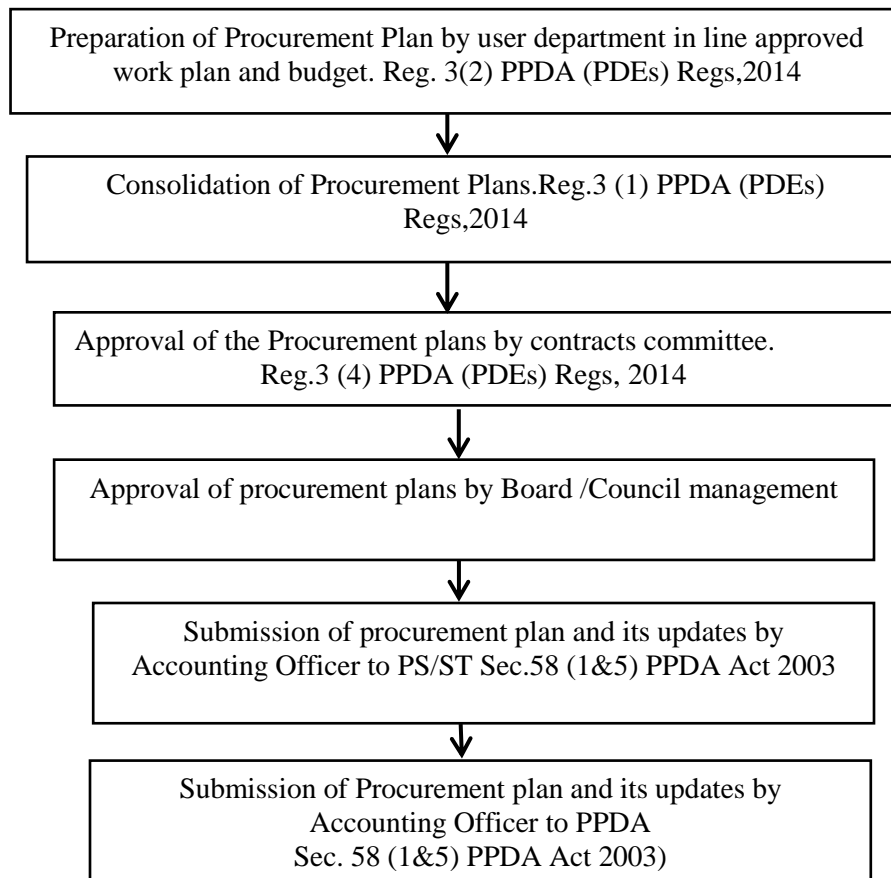 Preparation of Procurement Plan by user department in line approved
work plan and budget. Reg. 3(2) PPDA (PDEs) Regs,2014
Consolidation of Procurement Plans.Reg.3 (1) PPDA (PDEs)
Regs,2014
Approval of the Procurement plans by contracts committee.
Reg.3 (4) PPDA (PDEs) Regs, 2014
Approval of procurement plans by Board /Council management
Submission of procurement plan and its updates by
Accounting Officer to PS/ST Sec.58 (1&5) PPDA Act 2003
Submission of Procurement plan and its updates by
Accounting Officer to PPDA
Sec. 58 (1&5) PPDA Act 2003)